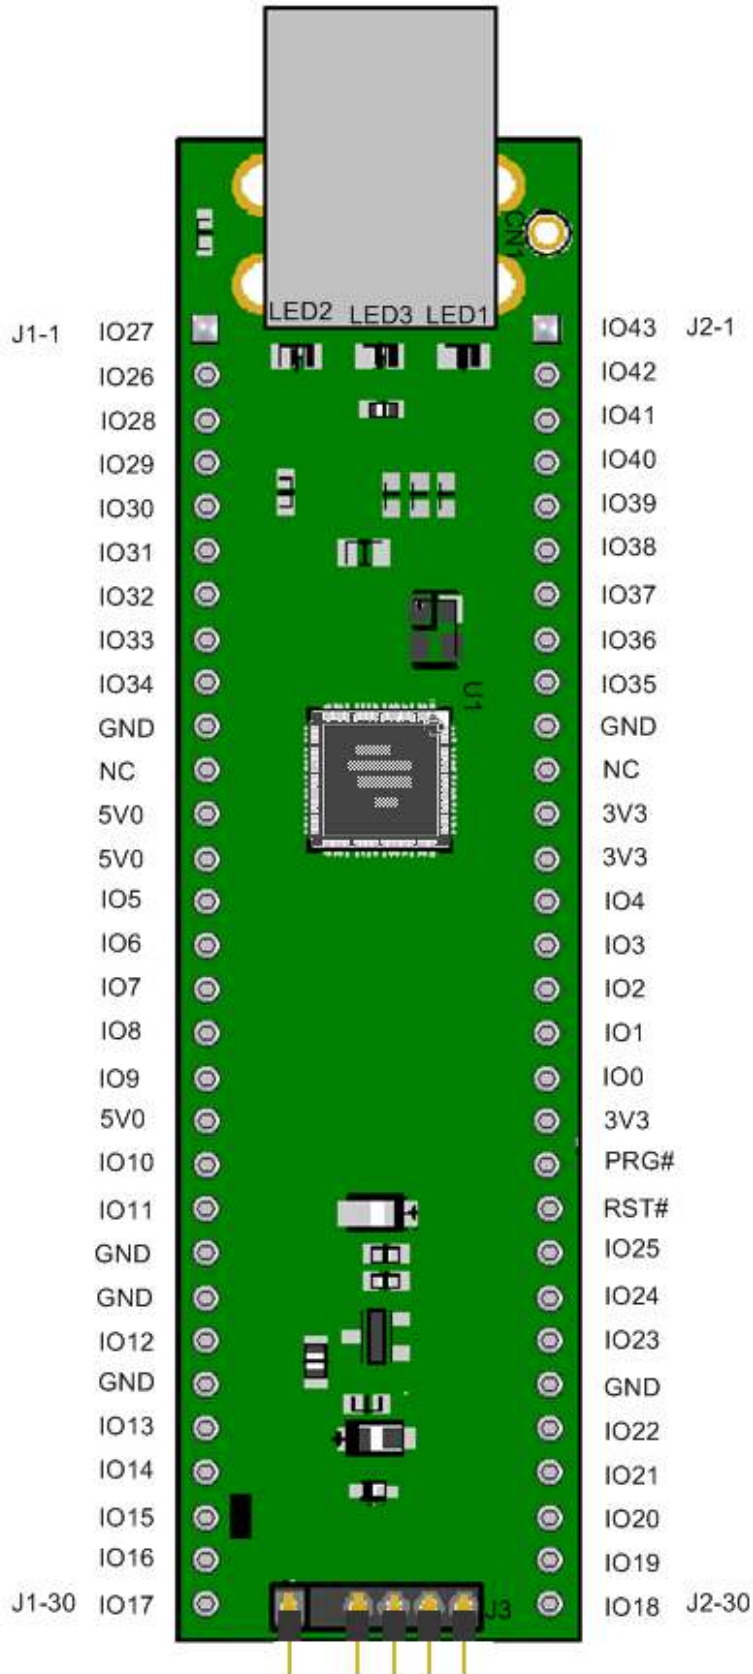 CN1
LED2 LED3 LED1
J1-1 IO27 IO43 J2-1
IO26 IO42
IO28 IO41
IO29 IO40
IO30 IO39
IO31 IO38
IO32 IO37
IO33 IO36
IO34 IO35
U1
GND GND
NC NC
5V0 3V3
5V0 3V3
IO5 IO4
IO6 IO3
IO7 IO2
IO8 IO1
IO9 IO0
5V0 3V3
IO10 PRG#
IO11 RST#
GND IO25
GND IO24
IO12 IO23
GND GND
IO13 IO22
IO14 IO21
IO15 IO20
IO16 IO19
J1-30 IO17 J3 IO18 J2-30